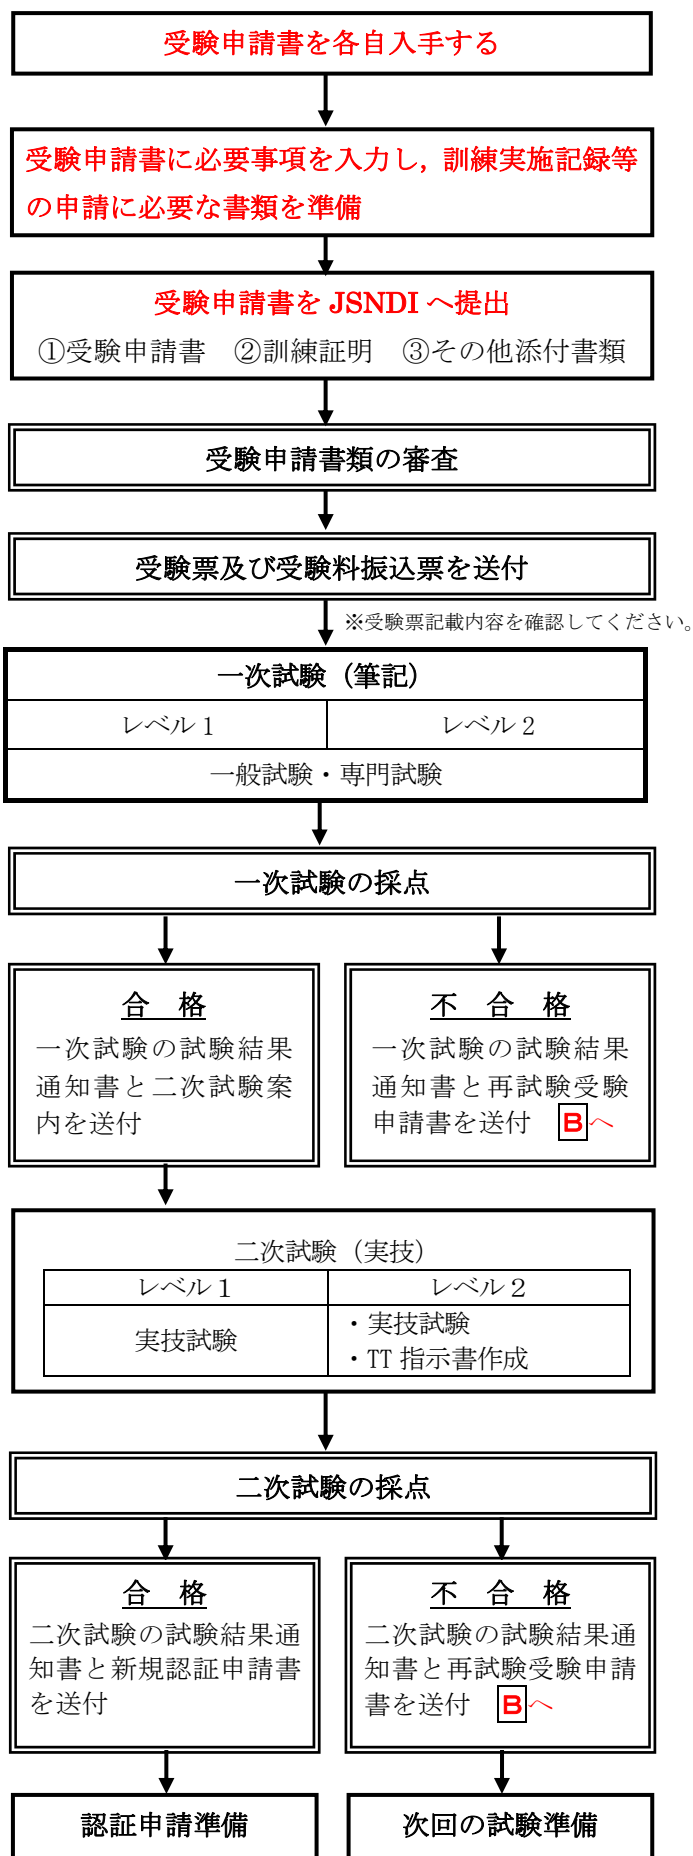 受験申請書を各自入手する
受験申請書に必要事項を入力し，訓練実施記録等
の申請に必要な書類を準備
受験申請書を JSNDI へ提出
①受験申請書　②訓練証明　③その他添付書類
受験申請書類の審査
受験票及び受験料振込票を送付
※受験票記載内容を確認してください。
一次試験（筆記）
レベル 1
レベル 2
一般試験・専門試験
一次試験の採点
合　格
一次試験の試験結果
通知書と二次試験案
内を送付
不　合　格
一次試験の試験結果
通知書と再試験受験
申請書を送付　Bへ
二次試験（実技）
レベル 1
レベル 2
実技試験
・実技試験
・TT 指示書作成
二次試験の採点
合　格
二次試験の試験結果通
知書と新規認証申請書
を送付
不　合　格
二次試験の試験結果通
知書と再試験受験申請
書を送付　Bへ
認証申請準備
次回の試験準備